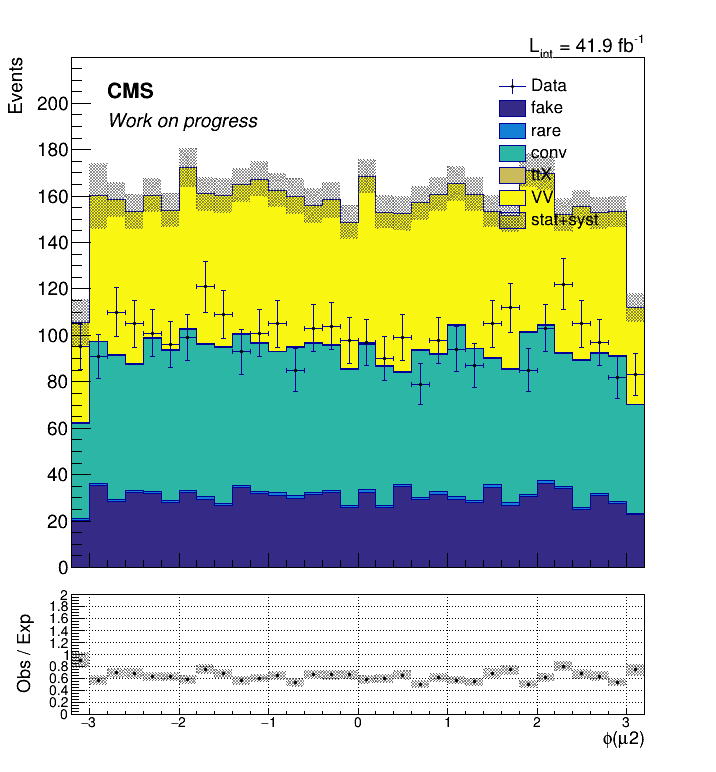 L_int = 41.9 fb^-1
Events
CMS
Work on progress
Data
fake
rare
conv
ttX
VV
stat+syst
200
180
160
140
120
100
80
60
40
20
0
Obs / Exp
2
1.8
1.6
1.4
1.2
1
0.8
0.6
0.4
0.2
0
−3 −2 −1 0 1 2 3
ϕ(μ2)